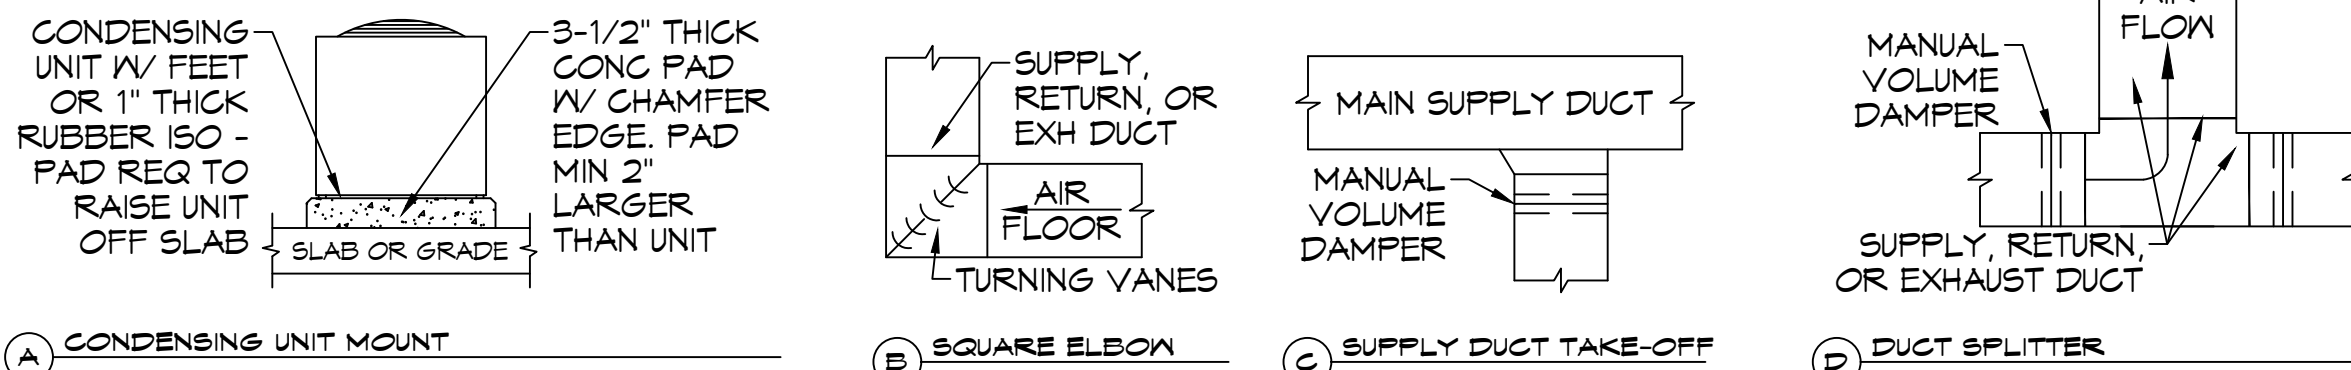 CONDENSING
UNIT W/ FEET
OR 1" THICK
RUBBER ISO -
PAD REQ TO
RAISE UNIT
OFF SLAB
3-1/2" THICK
CONC PAD
W/ CHAMFER
EDGE. PAD
MIN 2"
LARGER
THAN UNIT
SLAB OR GRADE
A CONDENSING UNIT MOUNT
SUPPLY,
RETURN, OR
EXH DUCT
AIR
FLOOR
TURNING VANES
B SQUARE ELBOW
MAIN SUPPLY DUCT
MANUAL
VOLUME
DAMPER
C SUPPLY DUCT TAKE-OFF
AIR
FLOW
MANUAL
VOLUME
DAMPER
SUPPLY, RETURN,
OR EXHAUST DUCT
D DUCT SPLITTER